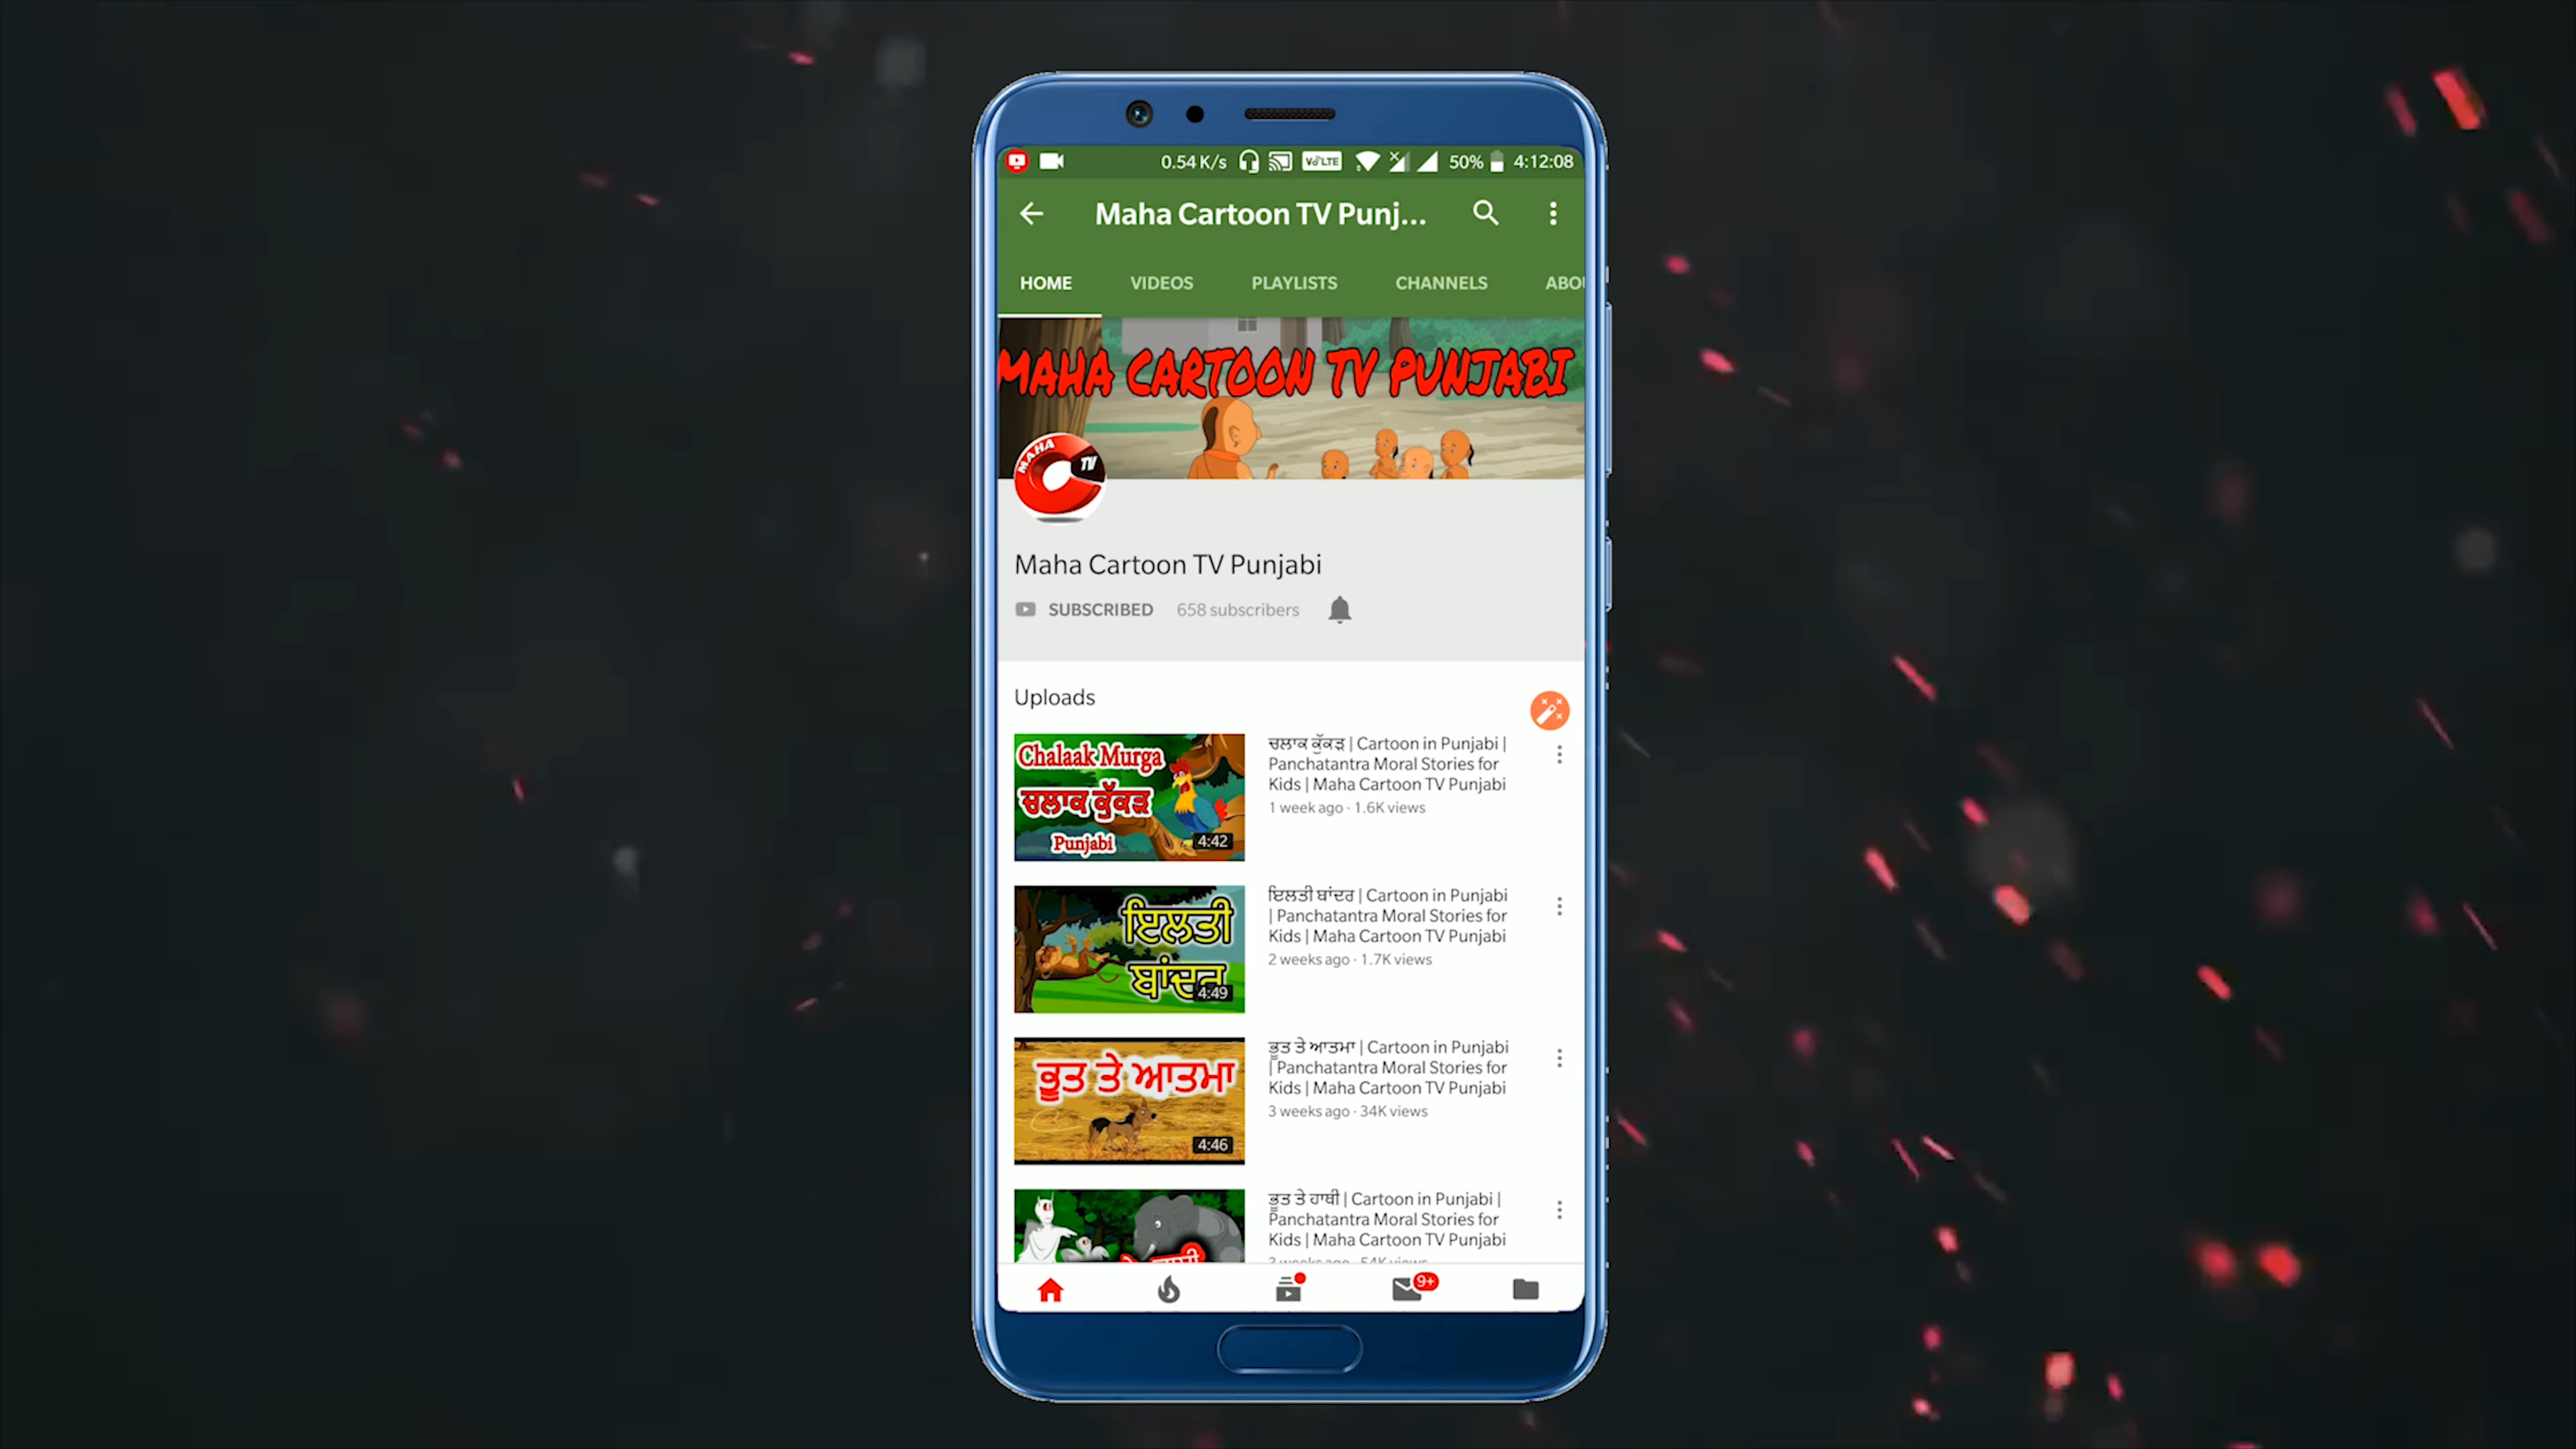 0.54 K/s VoLTE 50% 4:12:08
Maha Cartoon TV Punj...
HOME VIDEOS PLAYLISTS CHANNELS ABOU
MAHA CARTOON TV PUNJABI
MAHA
TV
Maha Cartoon TV Punjabi
SUBSCRIBED 658 subscribers
Uploads
Chalaak Murga
ਚਲਾਕ ਕੁੱਕੜ
Punjabi
4:42
ਚਲਾਕ ਕੁੱਕੜ | Cartoon in Punjabi |
Panchatantra Moral Stories for
Kids | Maha Cartoon TV Punjabi
1 week ago · 1.6K views
ਇਲਤੀ
ਬਾਂਦਰ
4:49
ਇਲਤੀ ਬਾਂਦਰ | Cartoon in Punjabi
| Panchatantra Moral Stories for
Kids | Maha Cartoon TV Punjabi
2 weeks ago · 1.7K views
ਭੂਤ ਤੇ ਆਤਮਾ
4:46
ਭੂਤ ਤੇ ਆਤਮਾ | Cartoon in Punjabi
| Panchatantra Moral Stories for
Kids | Maha Cartoon TV Punjabi
3 weeks ago · 34K views
ਭੂਤ ਤੇ ਹਾਥੀ | Cartoon in Punjabi |
Panchatantra Moral Stories for
Kids | Maha Cartoon TV Punjabi
3 weeks ago · 54K views
9+